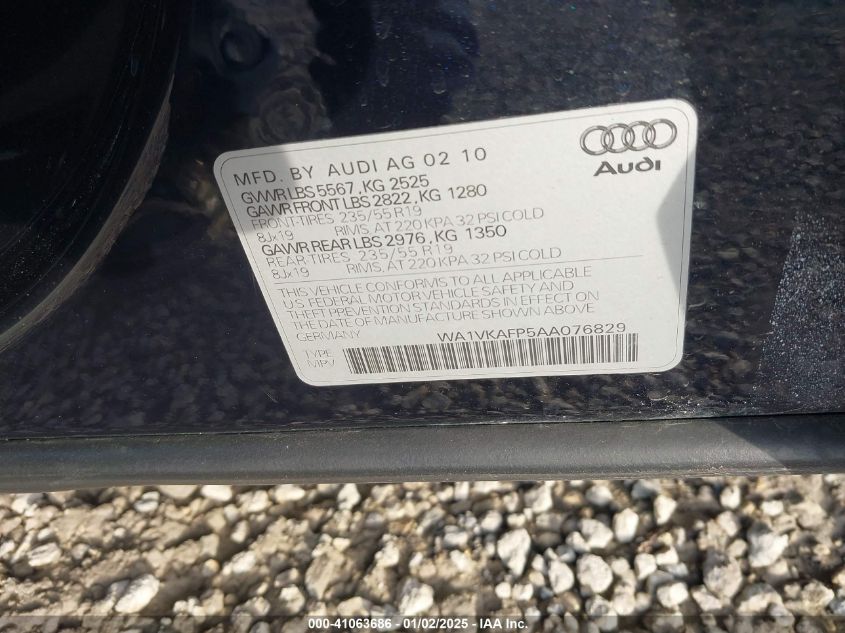 MFD. BY AUDI AG 02 10
Audi
GVWR LBS 5567, KG 2525
GAWR FRONT LBS 2822, KG 1280
FRONT-TIRES 235/55 R19
8Jx19 RIMS, AT 220 KPA 32 PSI COLD
GAWR REAR LBS 2976, KG 1350
REAR TIRES 235/55 R19
8Jx19 RIMS, AT 220 KPA 32 PSI COLD
THIS VEHICLE CONFORMS TO ALL APPLICABLE
U.S. FEDERAL MOTOR VEHICLE SAFETY AND
THEFT PREVENTION STANDARDS IN EFFECT ON
THE DATE OF MANUFACTURE SHOWN ABOVE
GERMANY WA1VKAFP5AA076829
TYPE
MPV
000-41063686 - 01/02/2025 - IAA Inc.